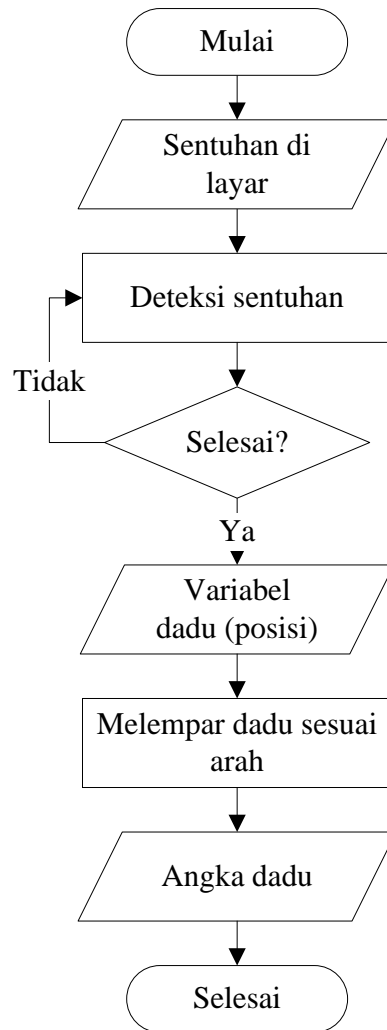 Mulai
Sentuhan di
layar
Deteksi sentuhan
Tidak
Selesai?
Ya
Variabel
dadu (posisi)
Melempar dadu sesuai
arah
Angka dadu
Selesai